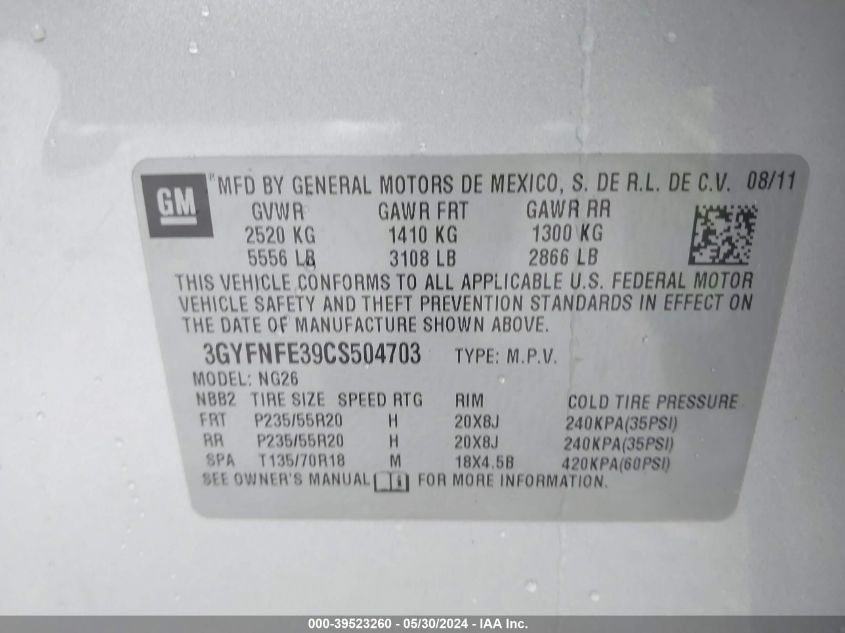 GM
MFD BY GENERAL MOTORS DE MEXICO, S. DE R.L. DE C.V. 08/11
GVWR GAWR FRT GAWR RR
2520 KG 1410 KG 1300 KG
5556 LB 3108 LB 2866 LB
THIS VEHICLE CONFORMS TO ALL APPLICABLE U.S. FEDERAL MOTOR
VEHICLE SAFETY AND THEFT PREVENTION STANDARDS IN EFFECT ON
THE DATE OF MANUFACTURE SHOWN ABOVE.
3GYFNFE39CS504703 TYPE: M.P.V.
MODEL: NG26
NBB2 TIRE SIZE SPEED RTG RIM COLD TIRE PRESSURE
FRT P235/55R20 H 20X8J 240KPA(35PSI)
RR P235/55R20 H 20X8J 240KPA(35PSI)
SPA T135/70R18 M 18X4.5B 420KPA(60PSI)
SEE OWNER'S MANUAL FOR MORE INFORMATION.
000-39523260 - 05/30/2024 - IAA Inc.